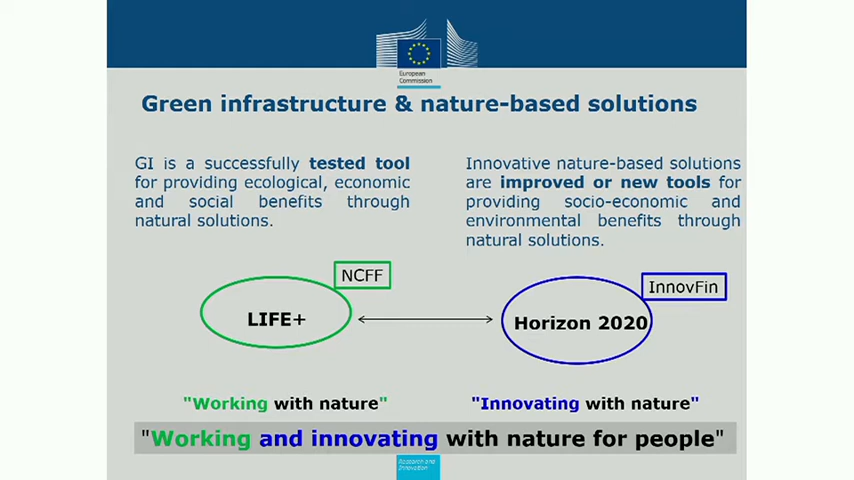 European
Commission
Green infrastructure & nature-based solutions
GI is a successfully tested tool
for providing ecological, economic
and social benefits through
natural solutions.
Innovative nature-based solutions
are improved or new tools for
providing socio-economic and
environmental benefits through
natural solutions.
NCFF
LIFE+
InnovFin
Horizon 2020
"Working with nature"
"Innovating with nature"
"Working and innovating with nature for people"
Research and
Innovation